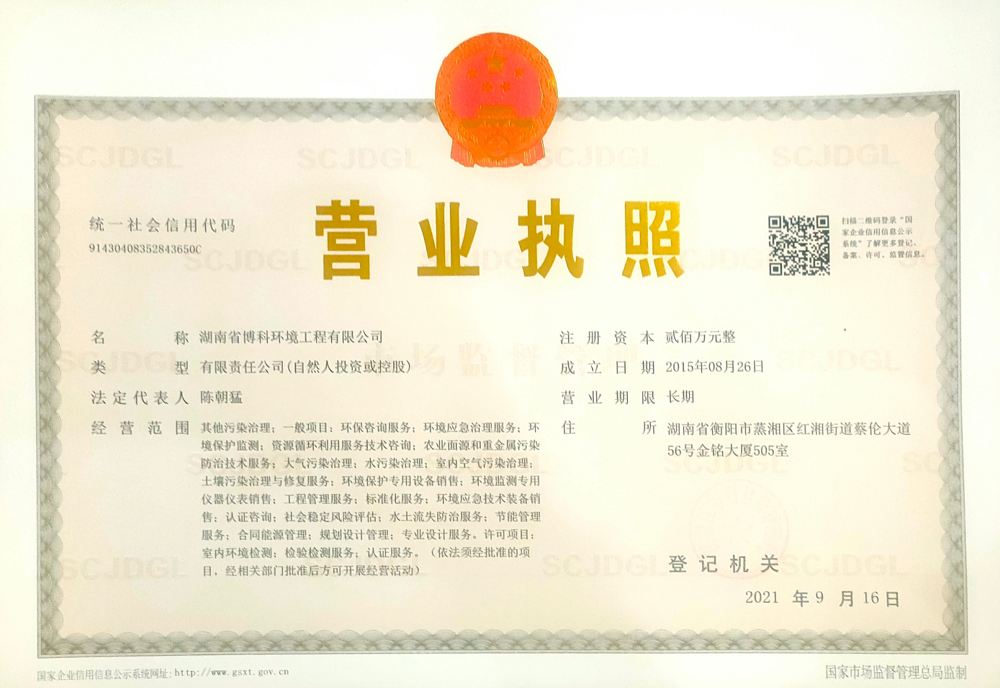 营业执照
统一社会信用代码
91430408352843650C
扫描二维码登录“国
家企业信用信息公示
系统”了解更多登记、
备案、许可、监管信息。
名称 湖南省博科环境工程有限公司
类型 有限责任公司(自然人投资或控股)
法定代表人 陈朝猛
经营范围 其他污染治理；一般项目：环保咨询服务；环境应急治理服务；环
境保护监测；资源循环利用服务技术咨询；农业面源和重金属污染
防治技术服务；大气污染治理；水污染治理；室内空气污染治理；
土壤污染治理与修复服务；环境保护专用设备销售；环境监测专用
仪器仪表销售；工程管理服务；标准化服务；环境应急技术装备销
售；认证咨询；社会稳定风险评估；水土流失防治服务；节能管理
服务；合同能源管理；规划设计管理；专业设计服务。许可项目：
室内环境检测；检验检测服务；认证服务。（依法须经批准的项
目，经相关部门批准后方可开展经营活动）
注册资本 贰佰万元整
成立日期 2015年08月26日
营业期限 长期
住所 湖南省衡阳市蒸湘区红湘街道蔡伦大道
56号金铭大厦505室
登记机关
2021 年 9 月 16 日
国家企业信用信息公示系统网址:http://www.gsxt.gov.cn
国家市场监督管理总局监制